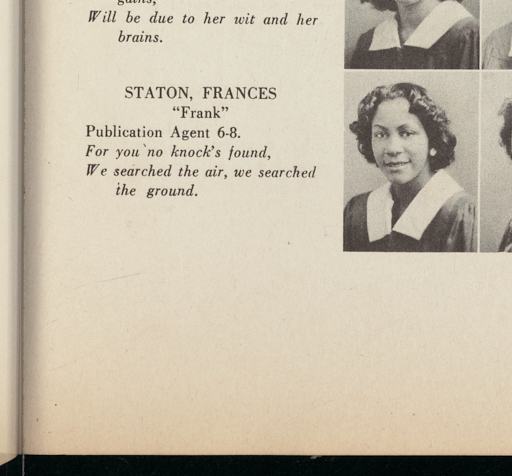 gains,
Will be due to her wit and her
brains.
STATON, FRANCES
"Frank"
Publication Agent 6-8.
For you no knock's found,
We searched the air, we searched
the ground.